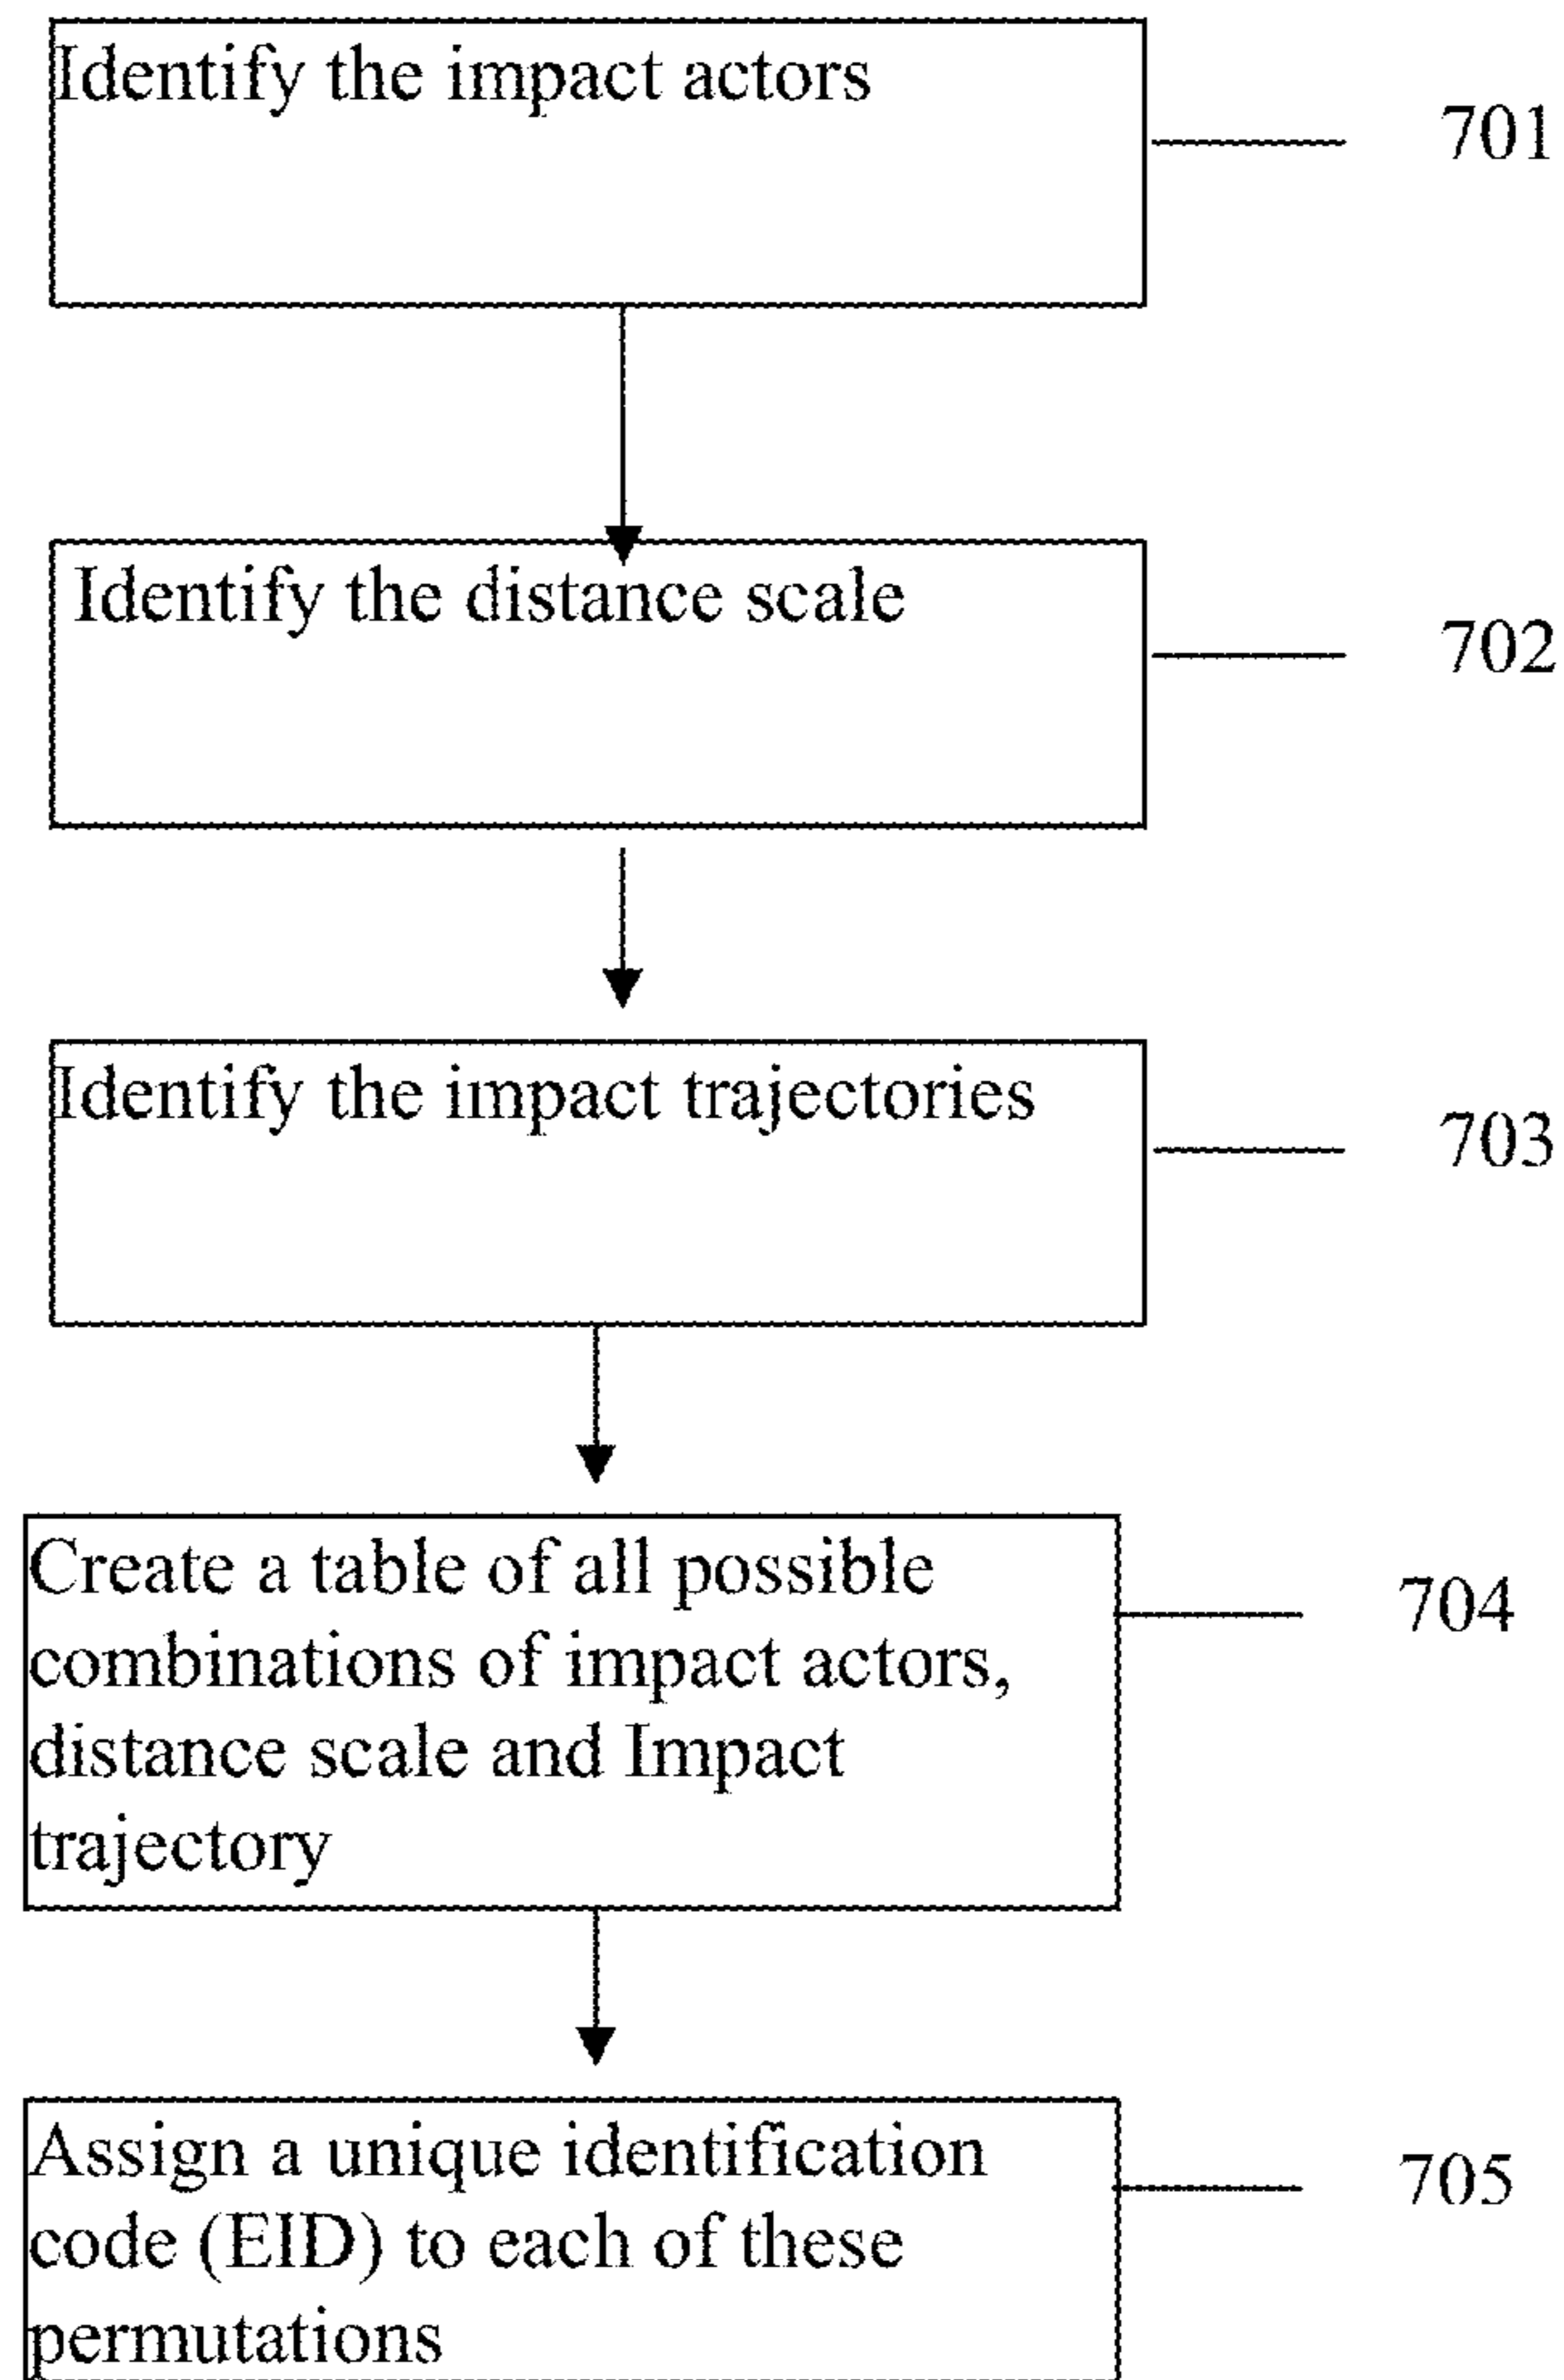 Identify the impact actors
701
Identify the distance scale
702
Identify the impact trajectories
703
Create a table of all possible
combinations of impact actors,
distance scale and Impact
trajectory
704
Assign a unique identification
code (EID) to each of these
permutations
705